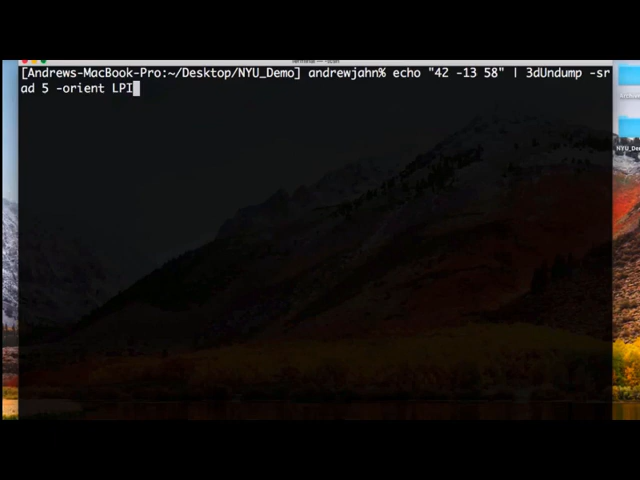 [Andrews-MacBook-Pro:~/Desktop/NYU_Demo] andrewjahn% echo "42 -13 58" | 3dUndump -sr
ad 5 -orient LPI